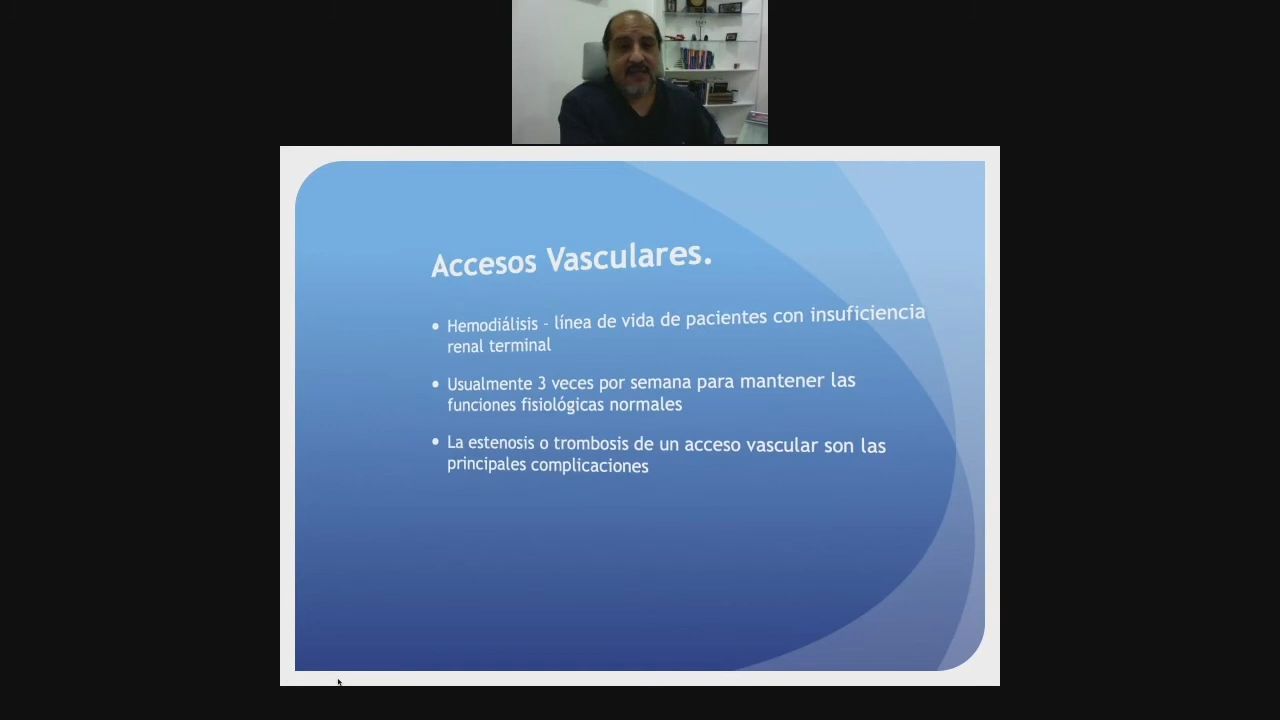 Accesos Vasculares.
• Hemodiálisis - línea de vida de pacientes con insuficiencia
renal terminal
• Usualmente 3 veces por semana para mantener las
funciones fisiológicas normales
• La estenosis o trombosis de un acceso vascular son las
principales complicaciones